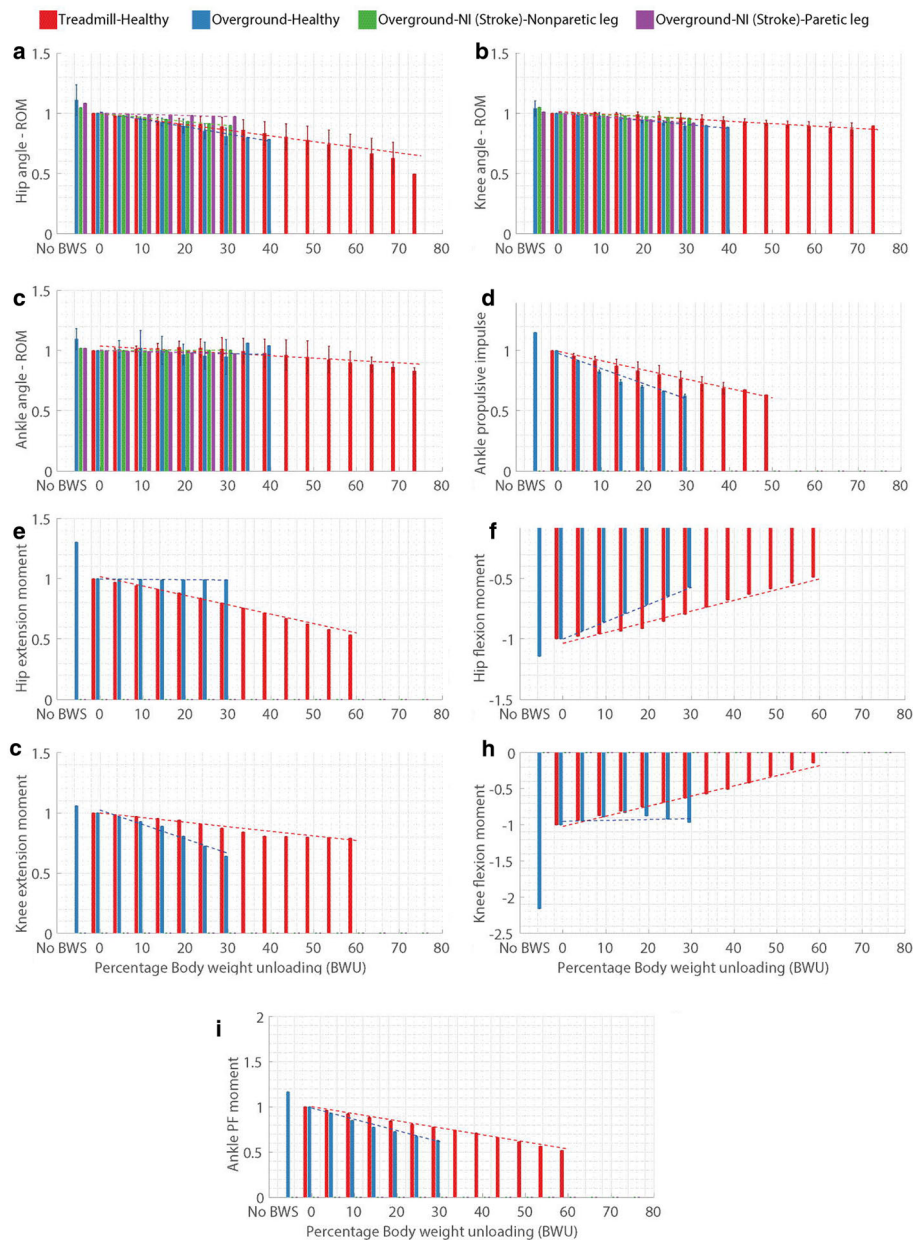 Treadmill-Healthy Overground-Healthy Overground-NI (Stroke)-Nonparetic leg Overground-NI (Stroke)-Paretic leg
a
1.5
1
0.5
0
Hip angle - ROM
No BWS 0 10 20 30 40 50 60 70 80
b
1.5
1
0.5
0
Knee angle - ROM
No BWS 0 10 20 30 40 50 60 70 80
c
1.5
1
0.5
0
Ankle angle - ROM
No BWS 0 10 20 30 40 50 60 70 80
d
1.5
1
0.5
0
Ankle propulsive impulse
No BWS 0 10 20 30 40 50 60 70 80
e
1.5
1
0.5
0
Hip extension moment
No BWS 0 10 20 30 40 50 60 70 80
f
-0.5
-1
-1.5
Hip flexion moment
No BWS 0 10 20 30 40 50 60 70 80
c
1.5
1
0.5
0
Knee extension moment
No BWS 0 10 20 30 40 50 60 70 80
Percentage Body weight unloading (BWU)
h
0
-0.5
-1
-1.5
-2
-2.5
Knee flexion moment
No BWS 0 10 20 30 40 50 60 70 80
Percentage Body weight unloading (BWU)
i
2
1.5
1
0.5
0
Ankle PF moment
No BWS 0 10 20 30 40 50 60 70 80
Percentage Body weight unloading (BWU)